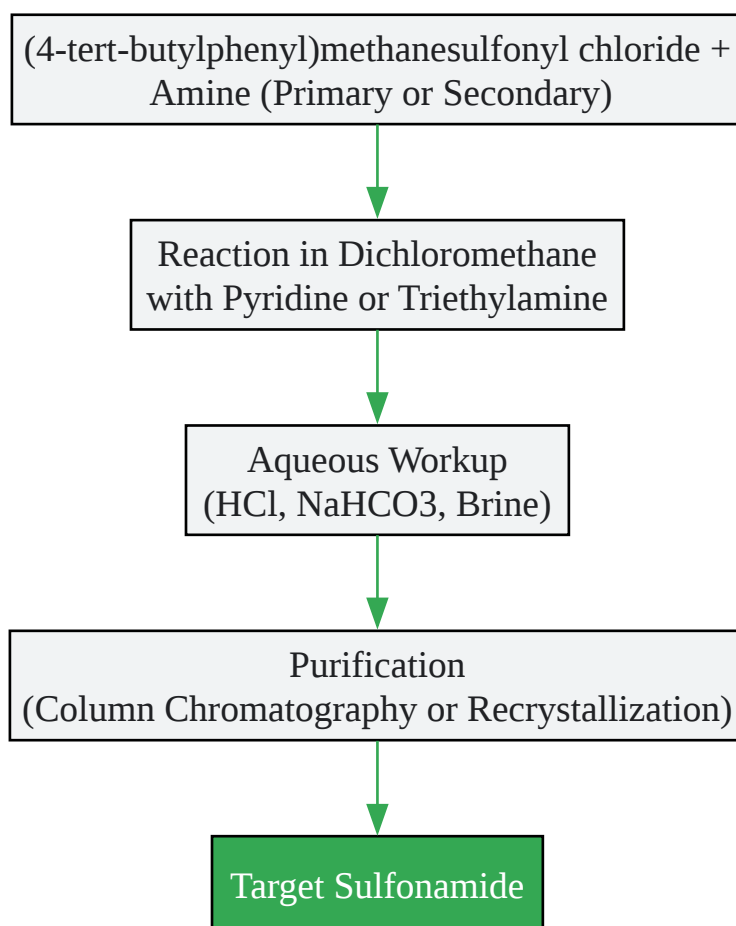 (4-tert-butylphenyl)methanesulfonyl chloride +
Amine (Primary or Secondary)
Reaction in Dichloromethane
with Pyridine or Triethylamine
Aqueous Workup
(HCl, NaHCO3, Brine)
Purification
(Column Chromatography or Recrystallization)
Target Sulfonamide